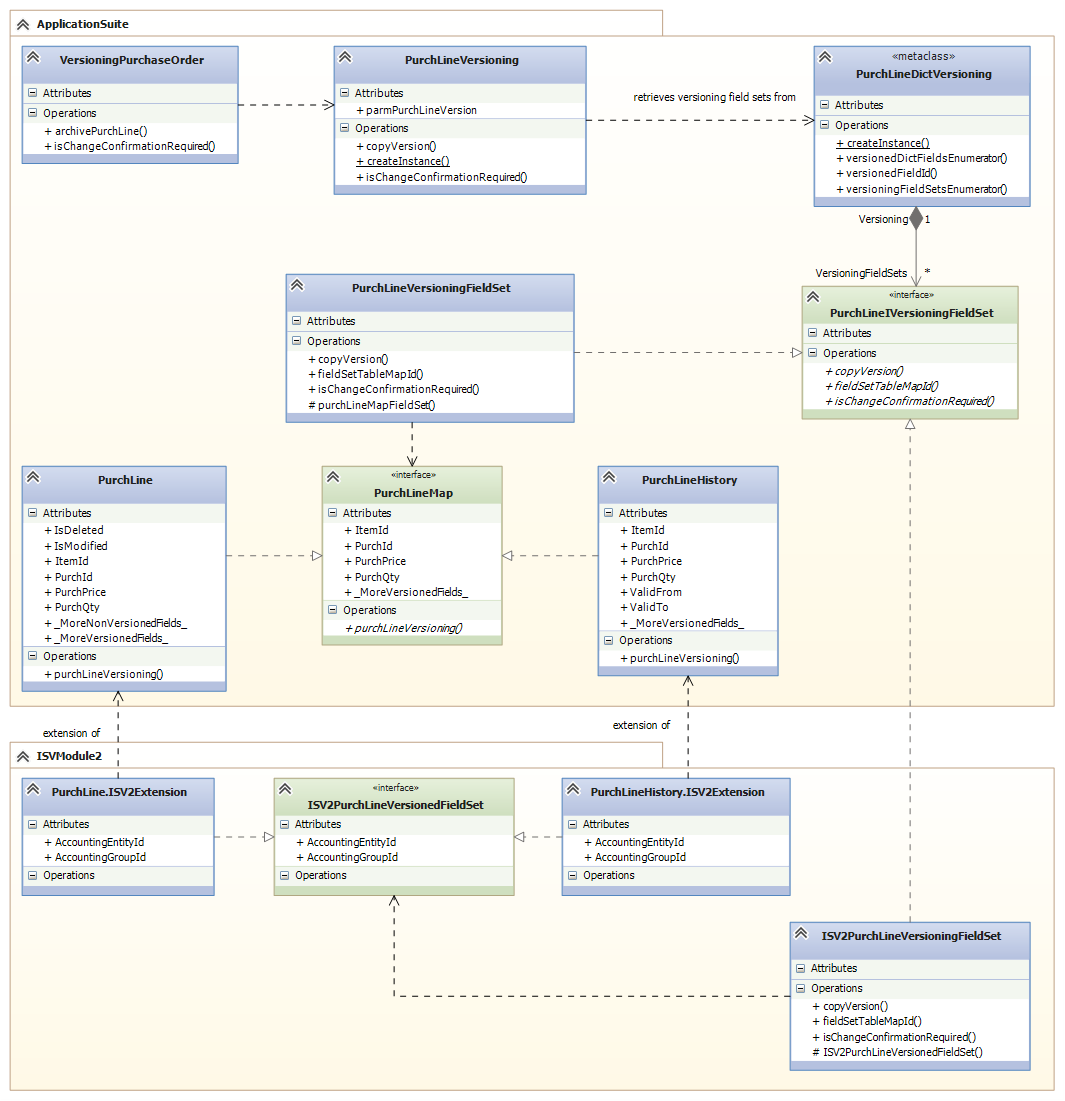 ApplicationSuite
VersioningPurchaseOrder
Attributes
Operations
+ archivePurchLine()
+ isChangeConfirmationRequired()
PurchLineVersioning
Attributes
+ parmPurchLineVersion
Operations
+ copyVersion()
+ createInstance()
+ isChangeConfirmationRequired()
retrieves versioning field sets from
«metaclass»
PurchLineDictVersioning
Attributes
Operations
+ createInstance()
+ versionedDictFieldsEnumerator()
+ versionedFieldId()
+ versioningFieldSetsEnumerator()
Versioning 1
VersioningFieldSets *
PurchLineVersioningFieldSet
Attributes
Operations
+ copyVersion()
+ fieldSetTableMapId()
+ isChangeConfirmationRequired()
# purchLineMapFieldSet()
«interface»
PurchLineIVersioningFieldSet
Attributes
Operations
+ copyVersion()
+ fieldSetTableMapId()
+ isChangeConfirmationRequired()
PurchLine
Attributes
+ IsDeleted
+ IsModified
+ ItemId
+ PurchId
+ PurchPrice
+ PurchQty
+ _MoreNonVersionedFields_
+ _MoreVersionedFields_
Operations
+ purchLineVersioning()
«interface»
PurchLineMap
Attributes
+ ItemId
+ PurchId
+ PurchPrice
+ PurchQty
+ _MoreVersionedFields_
Operations
+ purchLineVersioning()
PurchLineHistory
Attributes
+ ItemId
+ PurchId
+ PurchPrice
+ PurchQty
+ ValidFrom
+ ValidTo
+ _MoreVersionedFields_
Operations
+ purchLineVersioning()
extension of
extension of
ISVModule2
PurchLine.ISV2Extension
Attributes
+ AccountingEntityId
+ AccountingGroupId
Operations
«interface»
ISV2PurchLineVersionedFieldSet
Attributes
+ AccountingEntityId
+ AccountingGroupId
Operations
PurchLineHistory.ISV2Extension
Attributes
+ AccountingEntityId
+ AccountingGroupId
Operations
ISV2PurchLineVersioningFieldSet
Attributes
Operations
+ copyVersion()
+ fieldSetTableMapId()
+ isChangeConfirmationRequired()
# ISV2PurchLineVersionedFieldSet()